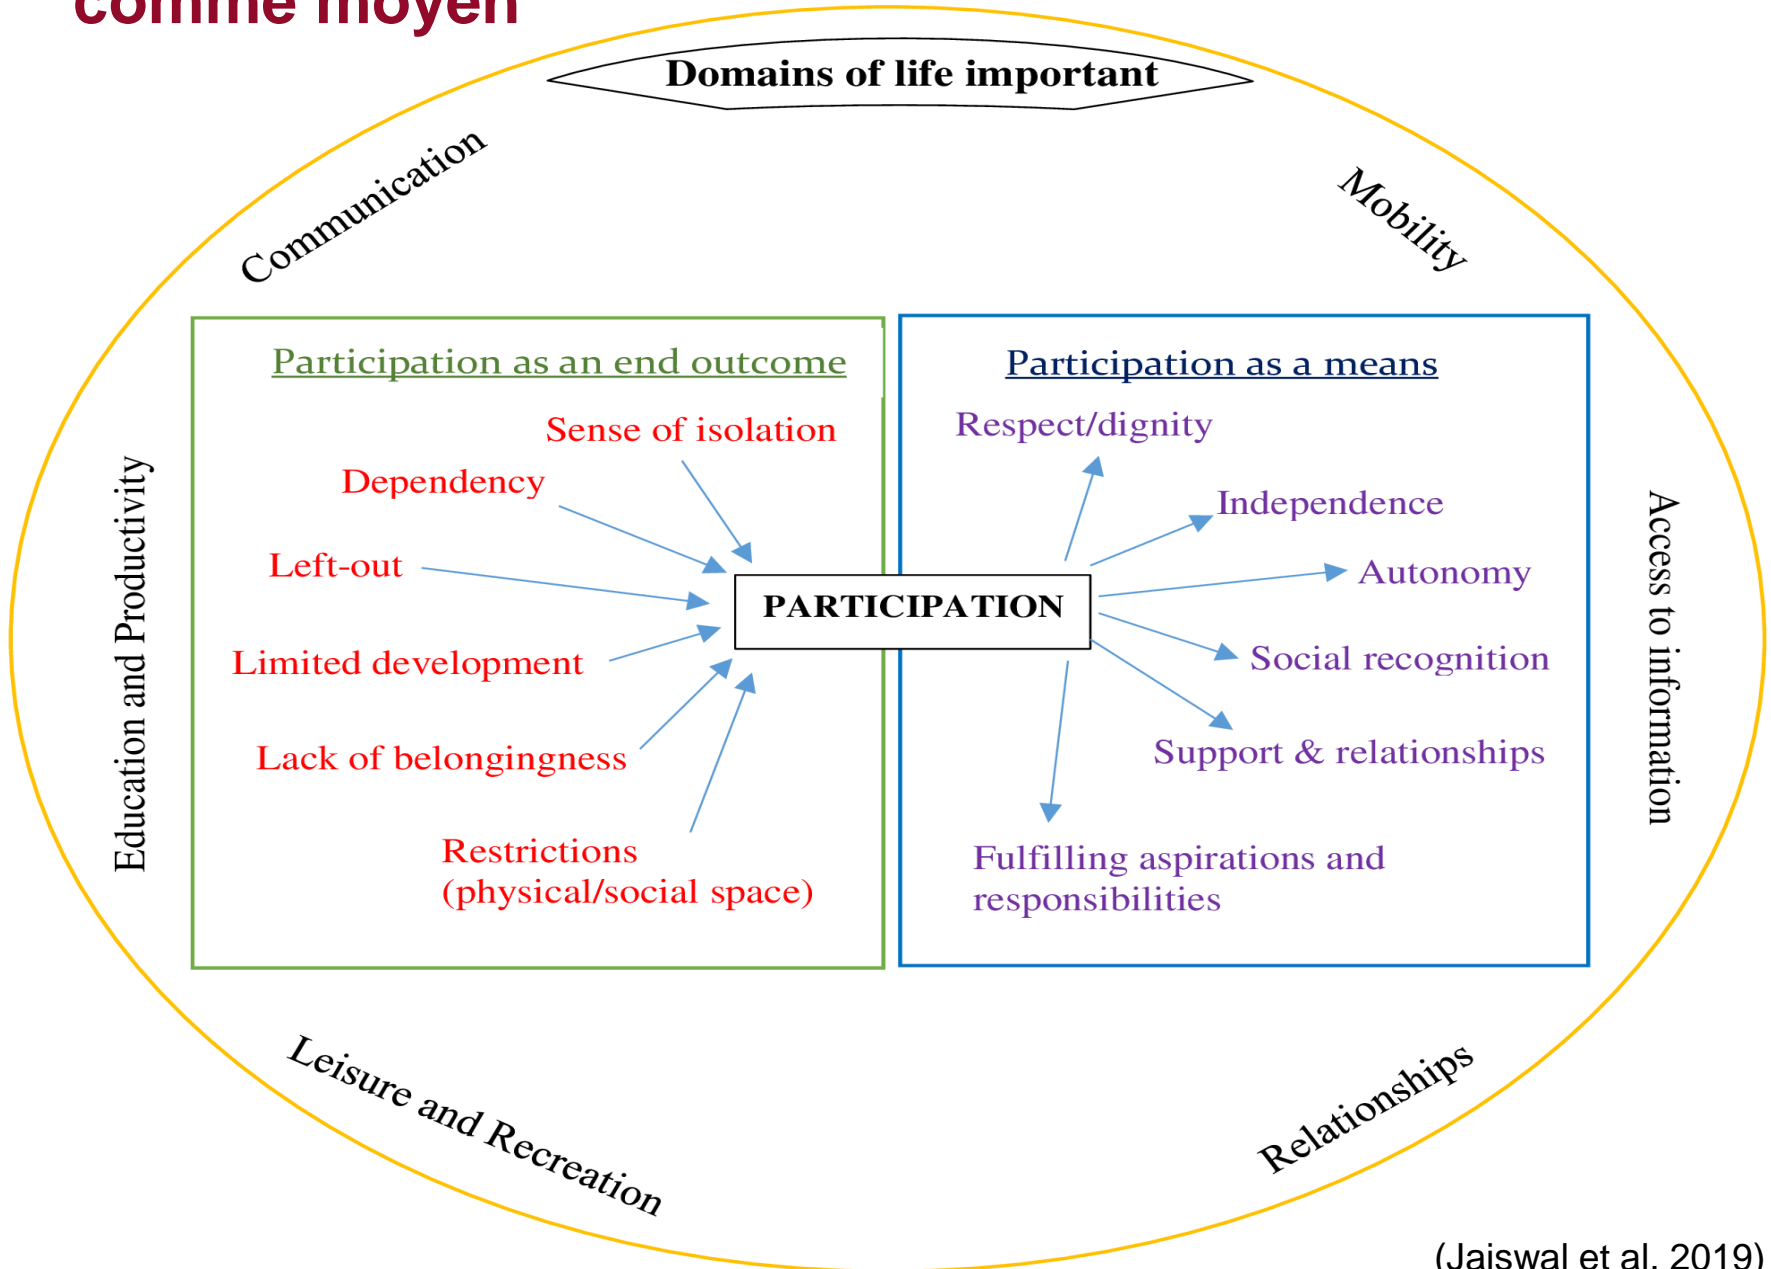 comme moyen
Domains of life important
Communication
Mobility
Education and Productivity
Participation as an end outcome
Sense of isolation
Dependency
Left-out
Limited development
Lack of belongingness
Restrictions
(physical/social space)
PARTICIPATION
Participation as a means
Respect/dignity
Independence
Autonomy
Social recognition
Support & relationships
Fulfilling aspirations and
responsibilities
Access to information
Leisure and Recreation
Relationships
(Jaiswal et al. 2019)